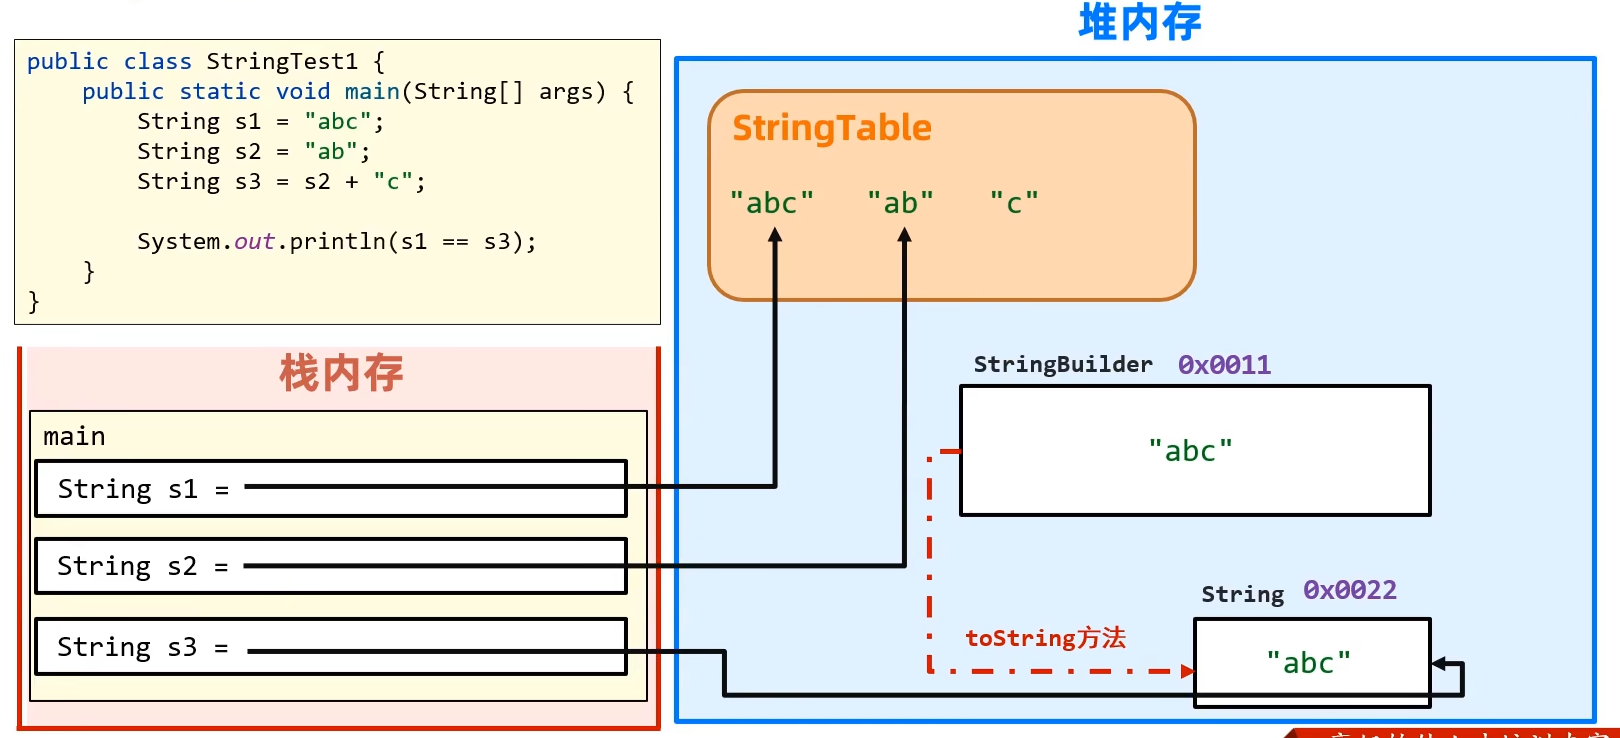 堆内存
public class StringTest1 {
    public static void main(String[] args) {
        String s1 = "abc";
        String s2 = "ab";
        String s3 = s2 + "c";
        System.out.println(s1 == s3);
    }
}
StringTable
"abc" "ab" "c"
栈内存
main
String s1 =
String s2 =
String s3 =
StringBuilder 0x0011
"abc"
String 0x0022
toString方法
"abc"